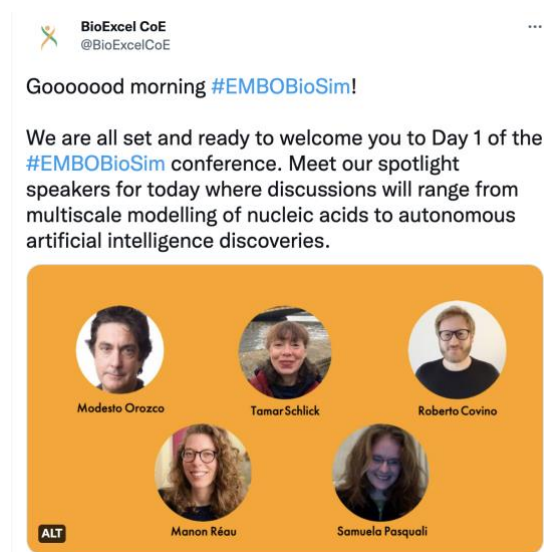 BioExcel CoE
@BioExcelCoE
...
Gooooood morning #EMBOBioSim!
We are all set and ready to welcome you to Day 1 of the
#EMBOBioSim conference. Meet our spotlight
speakers for today where discussions will range from
multiscale modelling of nucleic acids to autonomous
artificial intelligence discoveries.
Modesto Orozco
Tamar Schlick
Roberto Covino
Manon Réau
Samuela Pasquali
ALT